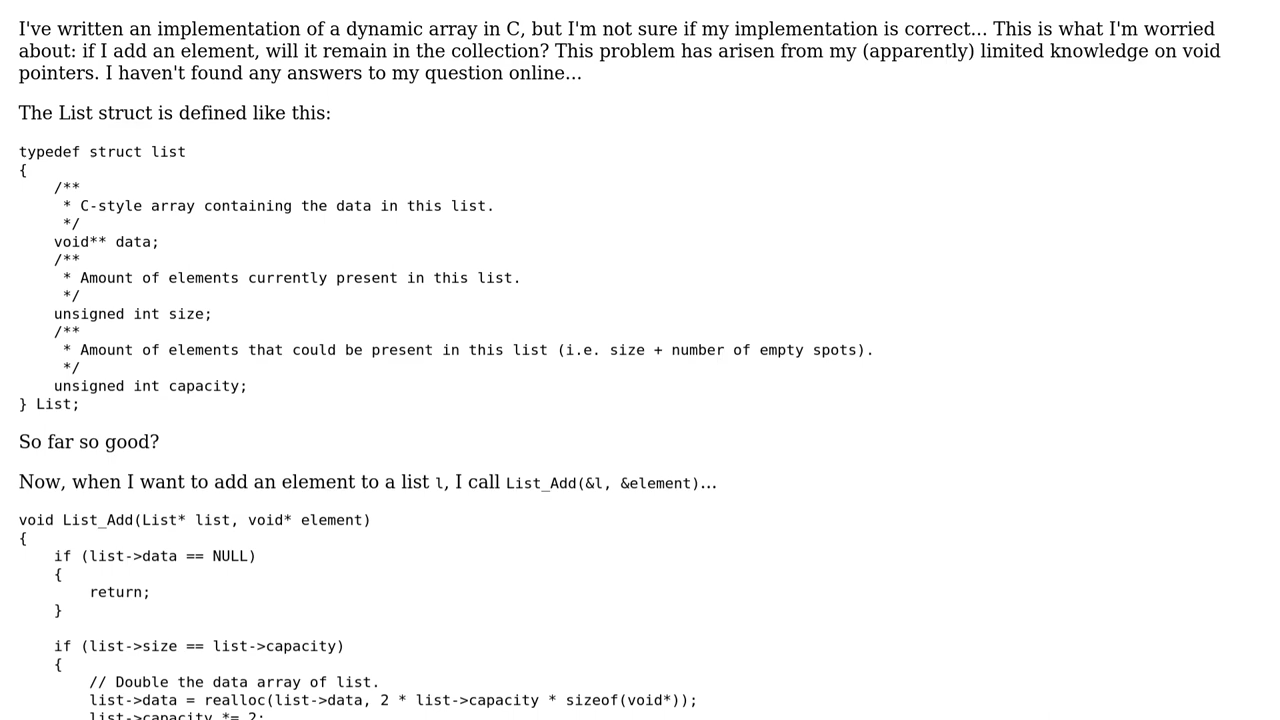 I've written an implementation of a dynamic array in C, but I'm not sure if my implementation is correct... This is what I'm worried
about: if I add an element, will it remain in the collection? This problem has arisen from my (apparently) limited knowledge on void
pointers. I haven't found any answers to my question online...
The List struct is defined like this:
typedef struct list
{
    /**
     * C-style array containing the data in this list.
     */
    void** data;
    /**
     * Amount of elements currently present in this list.
     */
    unsigned int size;
    /**
     * Amount of elements that could be present in this list (i.e. size + number of empty spots).
     */
    unsigned int capacity;
} List;
So far so good?
Now, when I want to add an element to a list l, I call List_Add(&l, &element)...
void List_Add(List* list, void* element)
{
    if (list->data == NULL)
    {
        return;
    }
    if (list->size == list->capacity)
    {
        // Double the data array of list.
        list->data = realloc(list->data, 2 * list->capacity * sizeof(void*));
        list->capacity *= 2;